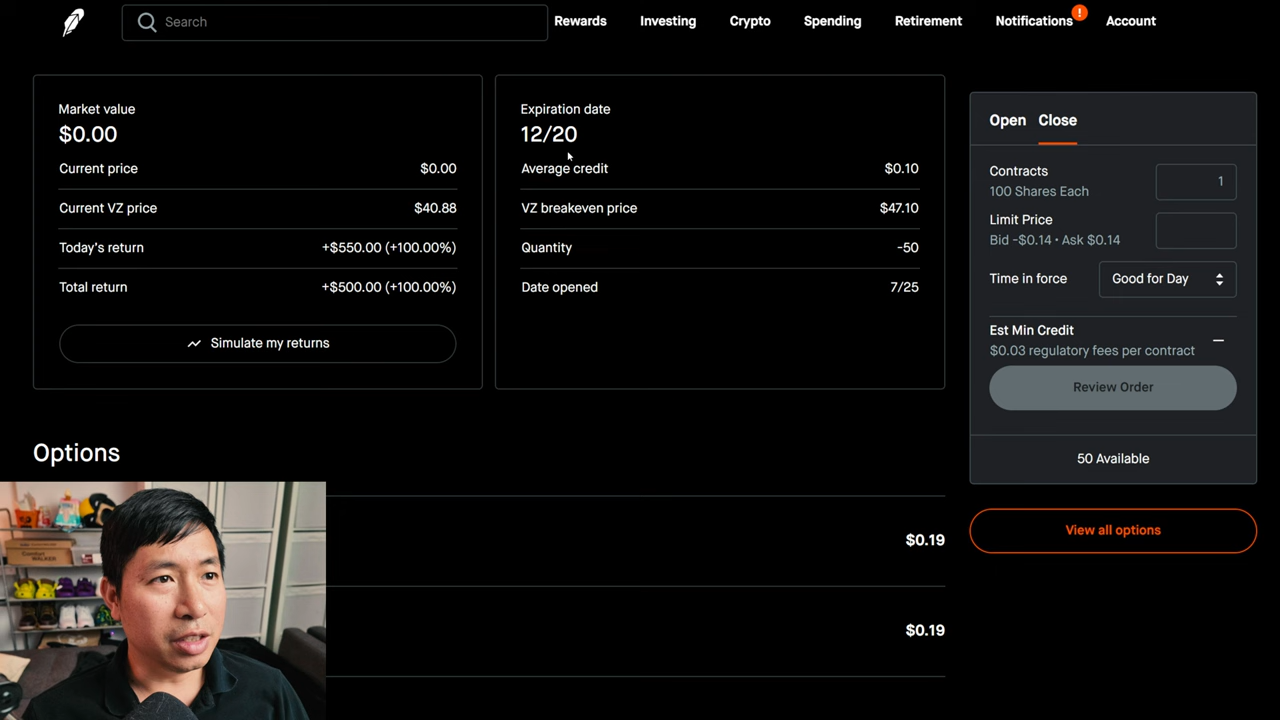 Search
Rewards
Investing
Crypto
Spending
Retirement
Notifications
!
Account
Market value
$0.00
Current price $0.00
Current VZ price $40.88
Today's return +$550.00 (+100.00%)
Total return +$500.00 (+100.00%)
Simulate my returns
Expiration date
12/20
Average credit $0.10
VZ breakeven price $47.10
Quantity -50
Date opened 7/25
Open Close
Contracts
100 Shares Each
1
Limit Price
Bid -$0.14 • Ask $0.14
Time in force Good for Day
Est Min Credit
–
$0.03 regulatory fees per contract
Review Order
50 Available
View all options
Options
$0.19
$0.19
Comfort
WALKER